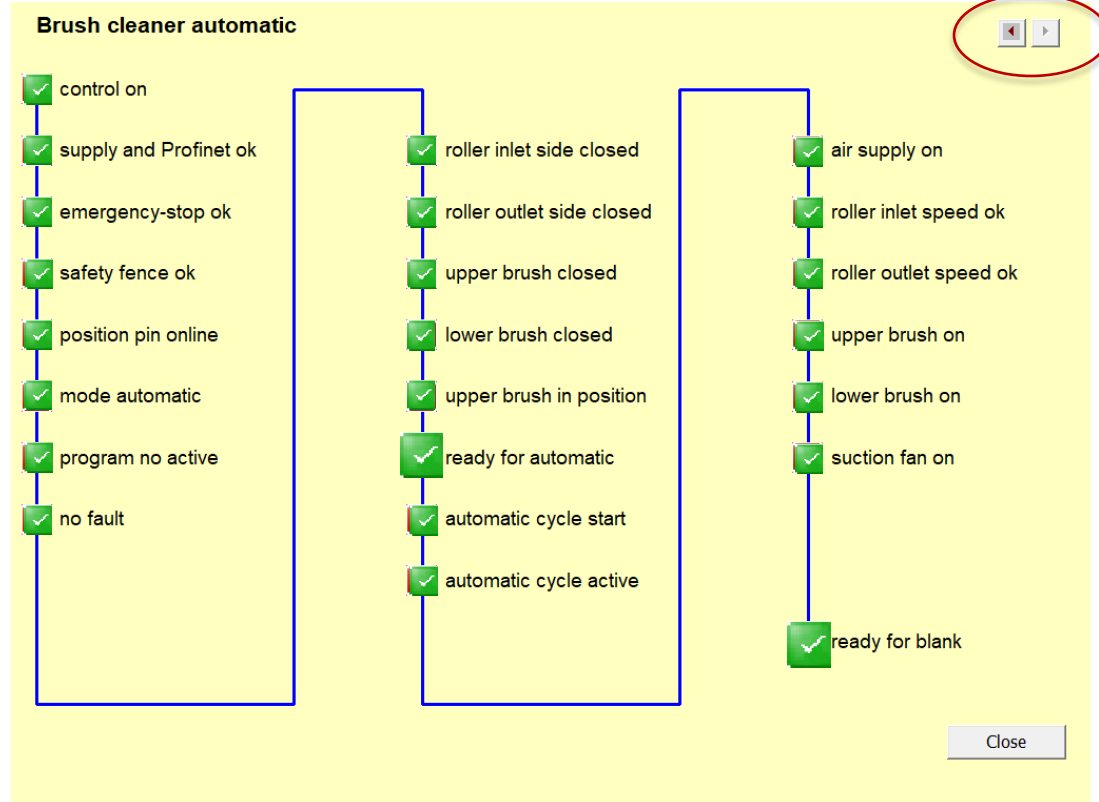 Brush cleaner automatic
control on
supply and Profinet ok
emergency-stop ok
safety fence ok
position pin online
mode automatic
program no active
no fault
roller inlet side closed
roller outlet side closed
upper brush closed
lower brush closed
upper brush in position
ready for automatic
automatic cycle start
automatic cycle active
air supply on
roller inlet speed ok
roller outlet speed ok
upper brush on
lower brush on
suction fan on
ready for blank
Close